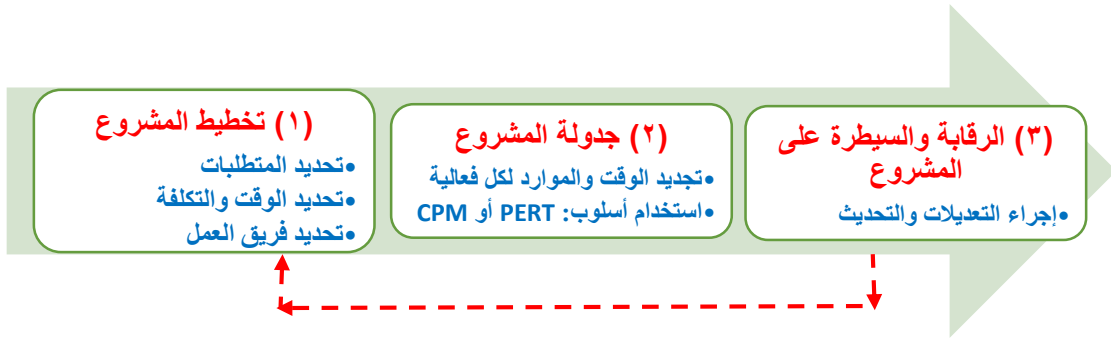 (١) تخطيط المشروع
•تحديد المتطلبات
•تحديد الوقت والتكلفة
•تحديد فريق العمل
(٢) جدولة المشروع
•تجديد الوقت والموارد لكل فعالية
•استخدام أسلوب: PERT أو CPM
(٣) الرقابة والسيطرة على
المشروع
•إجراء التعديلات والتحديث